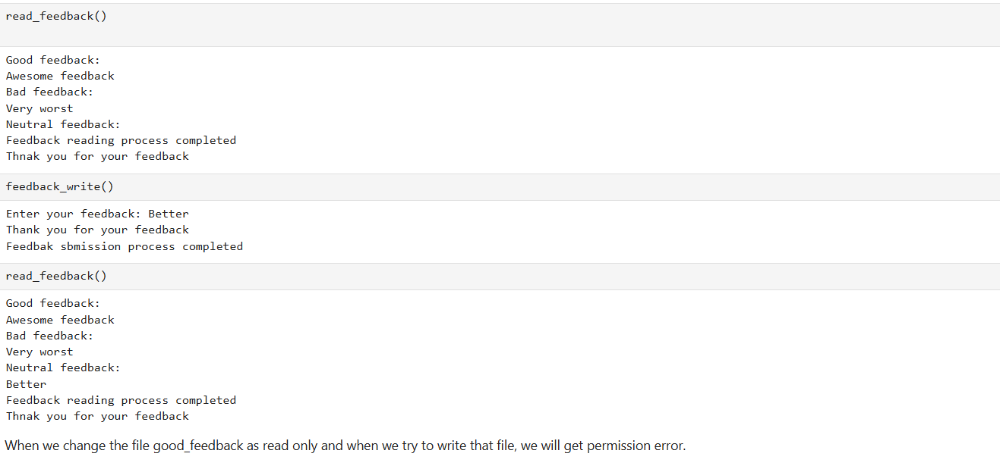 read_feedback()
Good feedback:
Awesome feedback
Bad feedback:
Very worst
Neutral feedback:
Feedback reading process completed
Thnak you for your feedback
feedback_write()
Enter your feedback: Better
Thank you for your feedback
Feedbak sbmission process completed
read_feedback()
Good feedback:
Awesome feedback
Bad feedback:
Very worst
Neutral feedback:
Better
Feedback reading process completed
Thnak you for your feedback
When we change the file good_feedback as read only and when we try to write that file, we will get permission error.